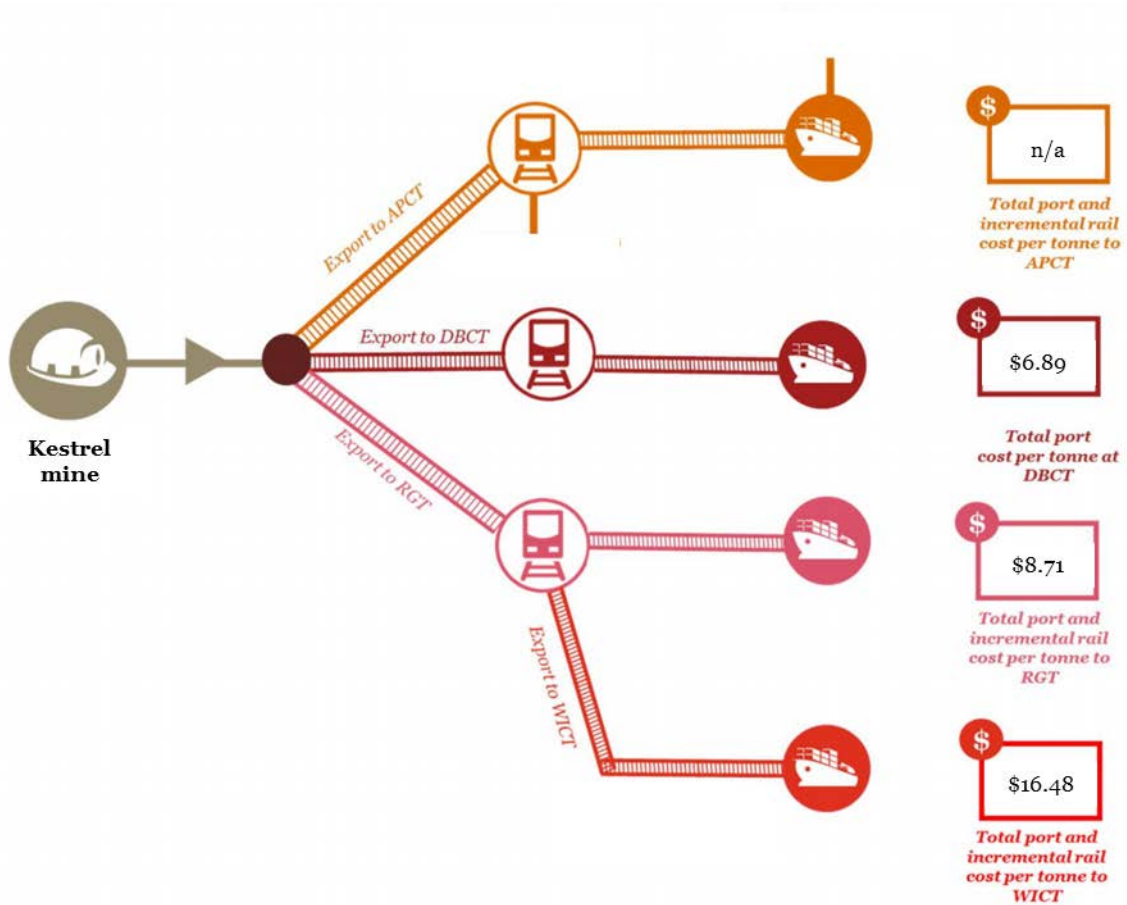 $
n/a
Total port and
incremental rail
cost per tonne to
APCT
Export to APCT
Export to DBCT
$
$6.89
Total port
cost per tonne at
DBCT
Kestrel
mine
Export to RGT
$
$8.71
Total port and
incremental rail
cost per tonne to
RGT
Export to WICT
$
$16.48
Total port and
incremental rail
cost per tonne to
WICT